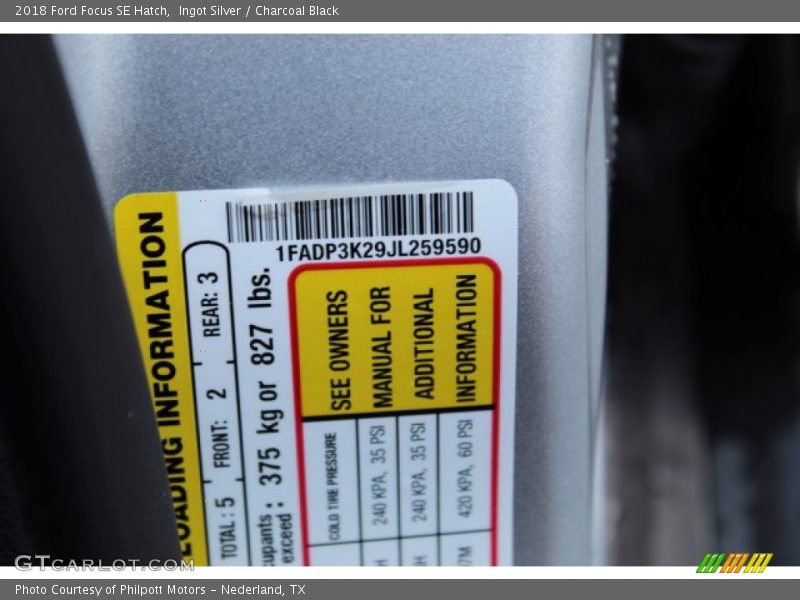 2018 Ford Focus SE Hatch,  Ingot Silver / Charcoal Black
1FADP3K29JL259590
LOADING INFORMATION
TOTAL : 5 FRONT: 2 REAR: 3
exceed : 375 kg or 827 lbs.
SEE OWNERS
MANUAL FOR
ADDITIONAL
INFORMATION
COLD TIRE PRESSURE
240 KPA, 35 PSI
240 KPA, 35 PSI
420 KPA, 60 PSI
GTCARLOT.COM
Photo Courtesy of Philpott Motors - Nederland, TX